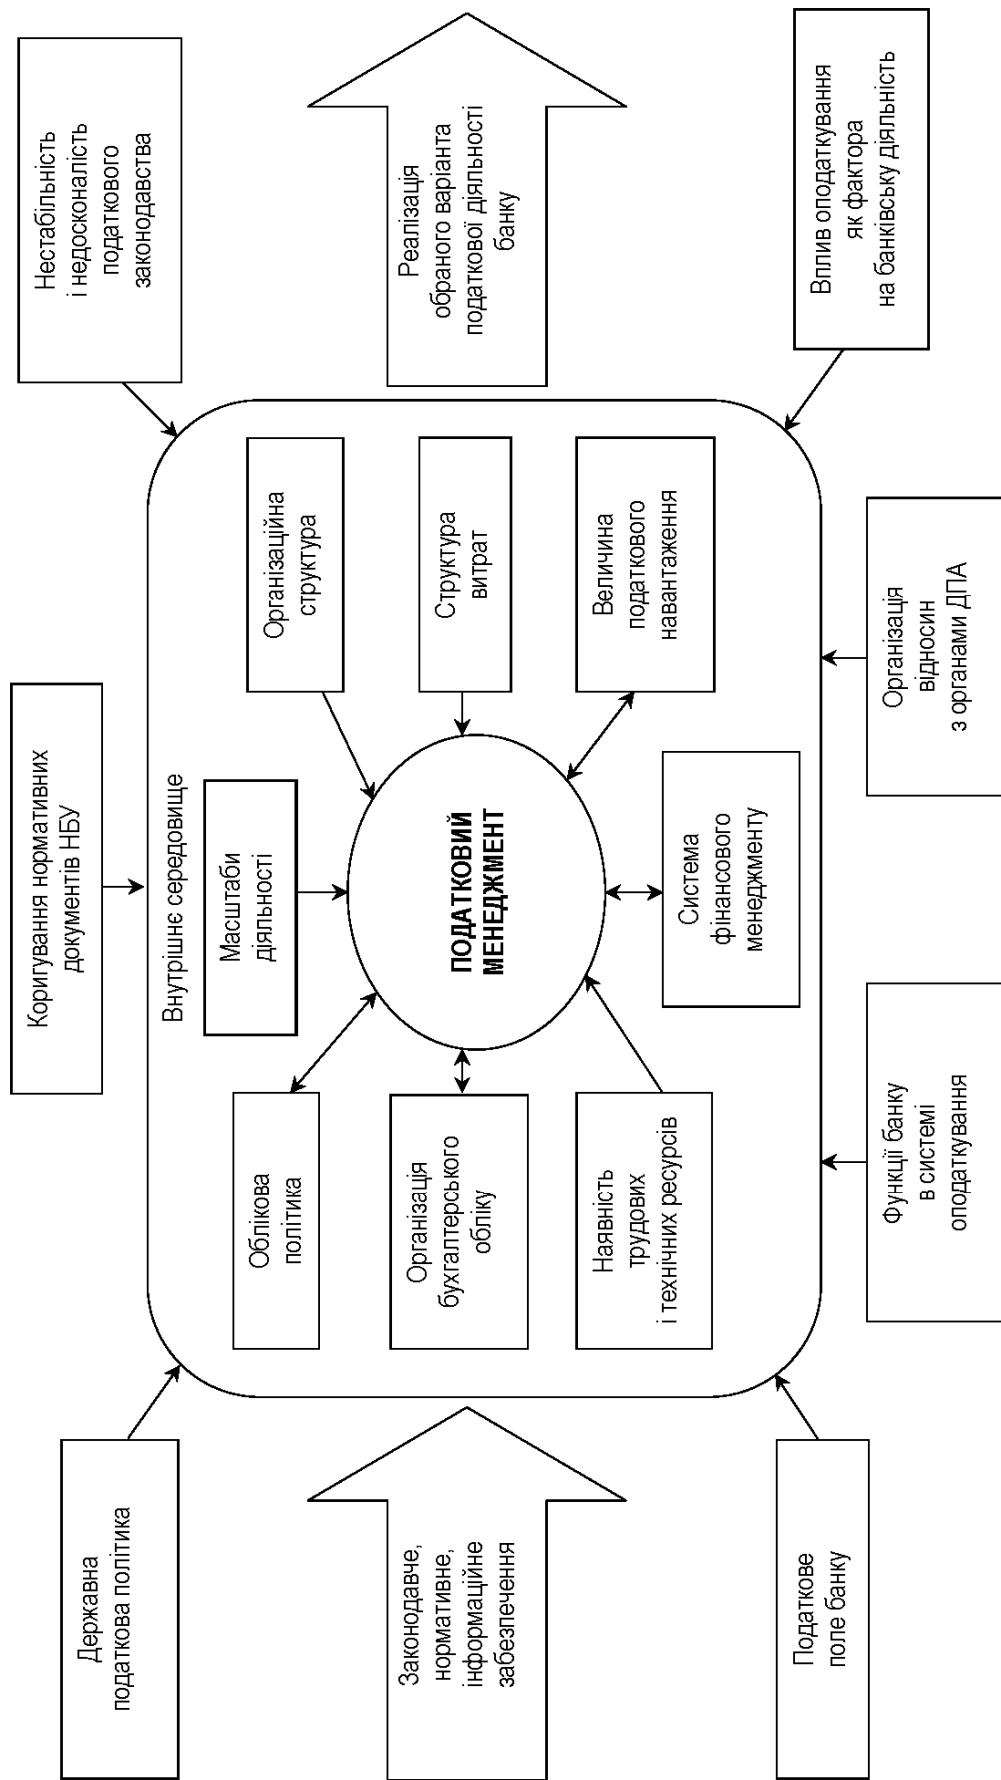 Державна
податкова політика
Коригування нормативних
документів НБУ
Нестабільність
і недосконалість
податкового
законодавства
Внутрішнє середовище
Облікова
політика
Масштаби
діяльності
Організаційна
структура
Законодавче,
нормативне,
інформаційне
забезпечення
Організація
бухгалтерського
обліку
ПОДАТКОВИЙ
МЕНЕДЖМЕНТ
Структура
витрат
Реалізація
обраного варіанта
податкової діяльності
банку
Наявність
трудових
і технічних ресурсів
Система
фінансового
менеджменту
Величина
податкового
навантаження
Податкове
поле банку
Функції банку
в системі
оподаткування
Організація
відносин
з органами ДПА
Вплив оподаткування
як фактора
на банківську діяльність